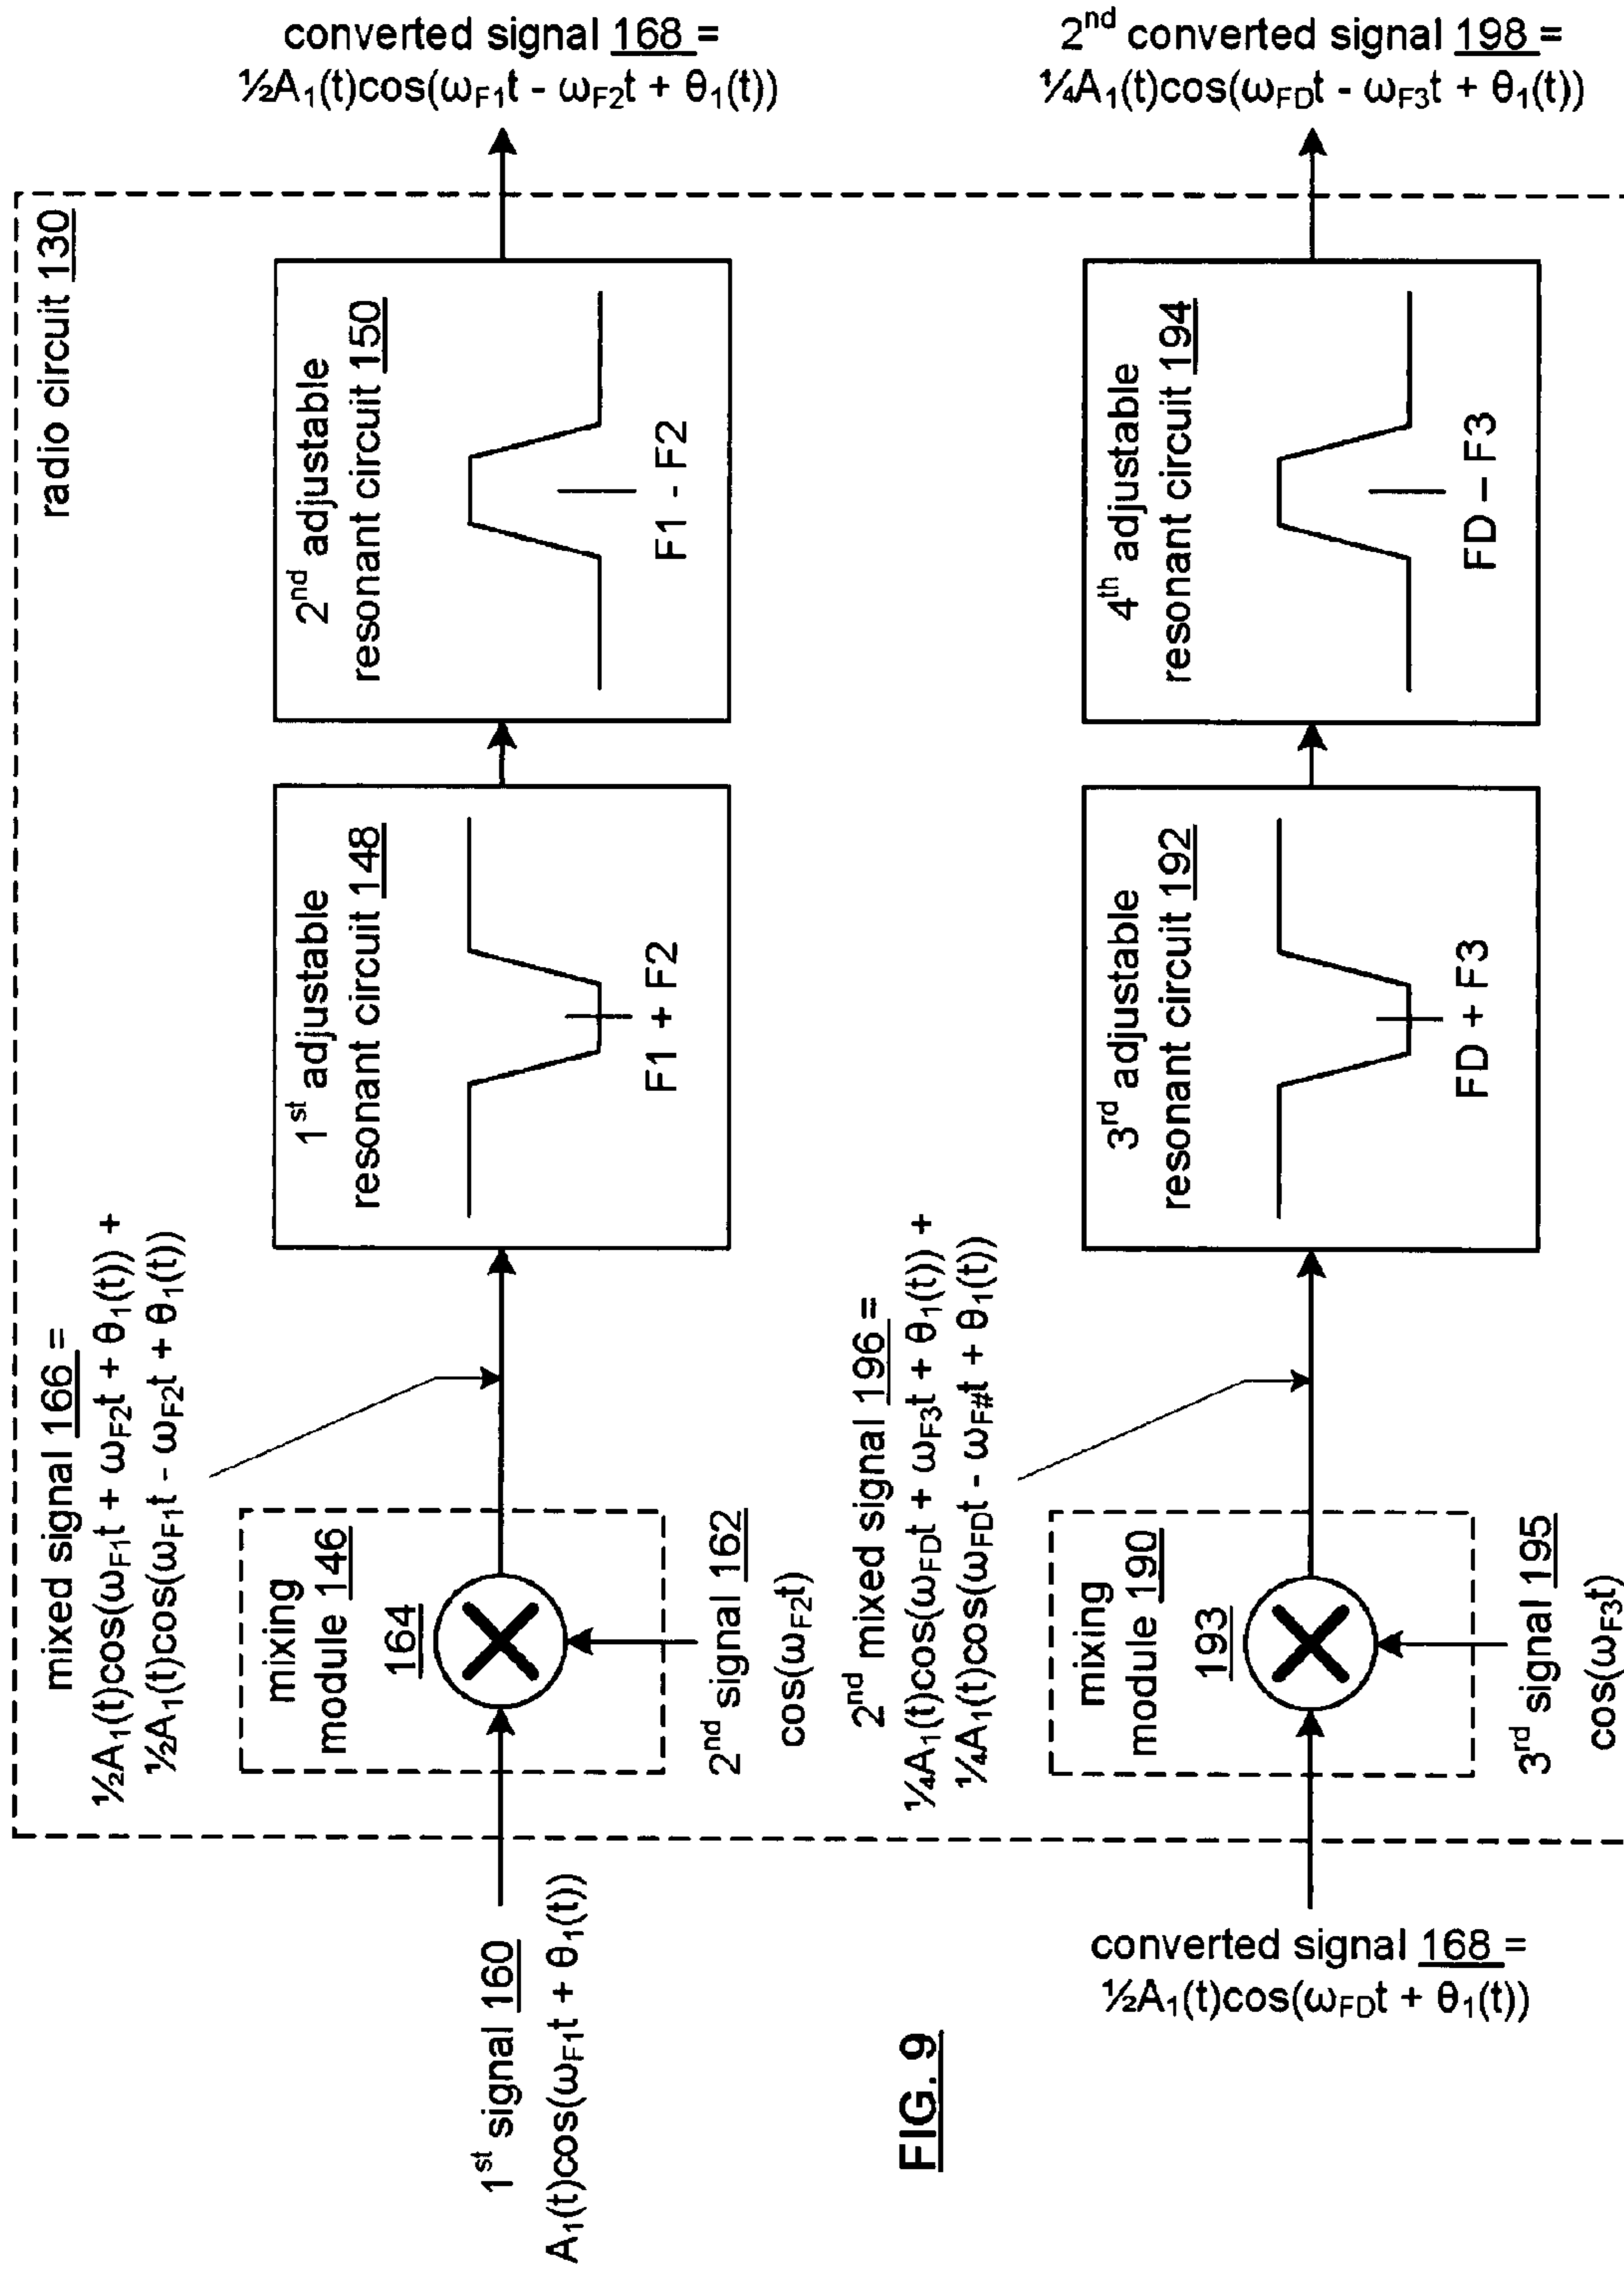 radio circuit 130
mixed signal 166 =
½A₁(t)cos(ωF1t + ωF2t + θ₁(t)) +
½A₁(t)cos(ωF1t - ωF2t + θ₁(t))
1st signal 160
A₁(t)cos(ωF1t + θ₁(t))
mixing
module 146
164
2nd signal 162
cos(ωF2t)
1st adjustable
resonant circuit 148
F1 + F2
2nd adjustable
resonant circuit 150
F1 - F2
converted signal 168 =
½A₁(t)cos(ωF1t - ωF2t + θ₁(t))
2nd mixed signal 196 =
¼A₁(t)cos(ωFDt + ωF3t + θ₁(t)) +
¼A₁(t)cos(ωFDt - ωF#t + θ₁(t))
converted signal 168 =
½A₁(t)cos(ωFDt + θ₁(t))
mixing
module 190
193
3rd signal 195
cos(ωF3t)
3rd adjustable
resonant circuit 192
FD + F3
4th adjustable
resonant circuit 194
FD – F3
2nd converted signal 198 =
¼A₁(t)cos(ωFDt - ωF3t + θ₁(t))
FIG. 9